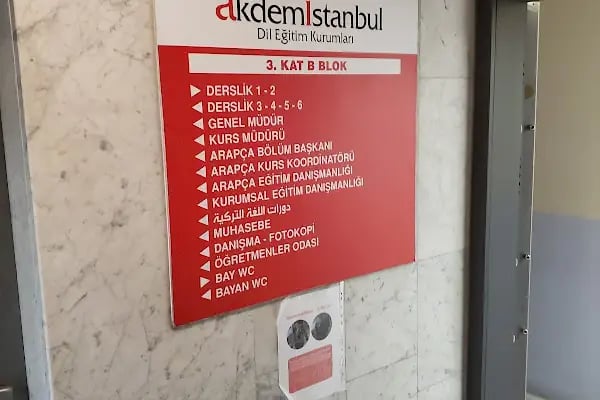 akdemistanbul
Dil Eğitim Kurumları
3. KAT B BLOK
DERSLİK 1 - 2
DERSLİK 3 - 4 - 5 - 6
GENEL MÜDÜR
KURS MÜDÜRÜ
ARAPÇA BÖLÜM BAŞKANI
ARAPÇA KURS KOORDİNATÖRÜ
ARAPÇA EĞİTİM DANIŞMANLIĞI
KURUMSAL EĞİTİM DANIŞMANLIĞI
دورات اللغة التركية
MUHASEBE
DANIŞMA - FOTOKOPİ
ÖĞRETMENLER ODASI
BAY WC
BAYAN WC